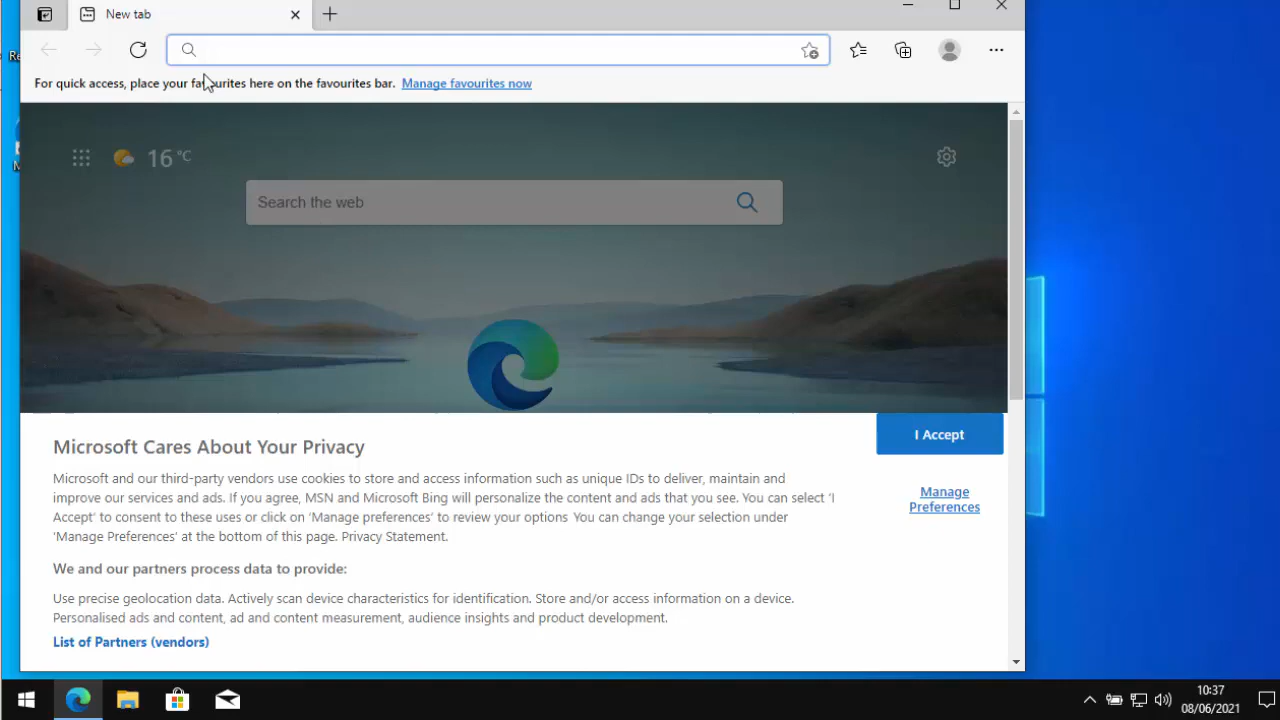 New tab
Re
For quick access, place your favourites here on the favourites bar. Manage favourites now
M
16 °C
Search the web
Microsoft Cares About Your Privacy
I Accept
Microsoft and our third-party vendors use cookies to store and access information such as unique IDs to deliver, maintain and
improve our services and ads. If you agree, MSN and Microsoft Bing will personalize the content and ads that you see. You can select 'I
Accept' to consent to these uses or click on 'Manage preferences' to review your options You can change your selection under
'Manage Preferences' at the bottom of this page. Privacy Statement.
Manage
Preferences
We and our partners process data to provide:
Use precise geolocation data. Actively scan device characteristics for identification. Store and/or access information on a device.
Personalised ads and content, ad and content measurement, audience insights and product development.
List of Partners (vendors)
10:37
08/06/2021